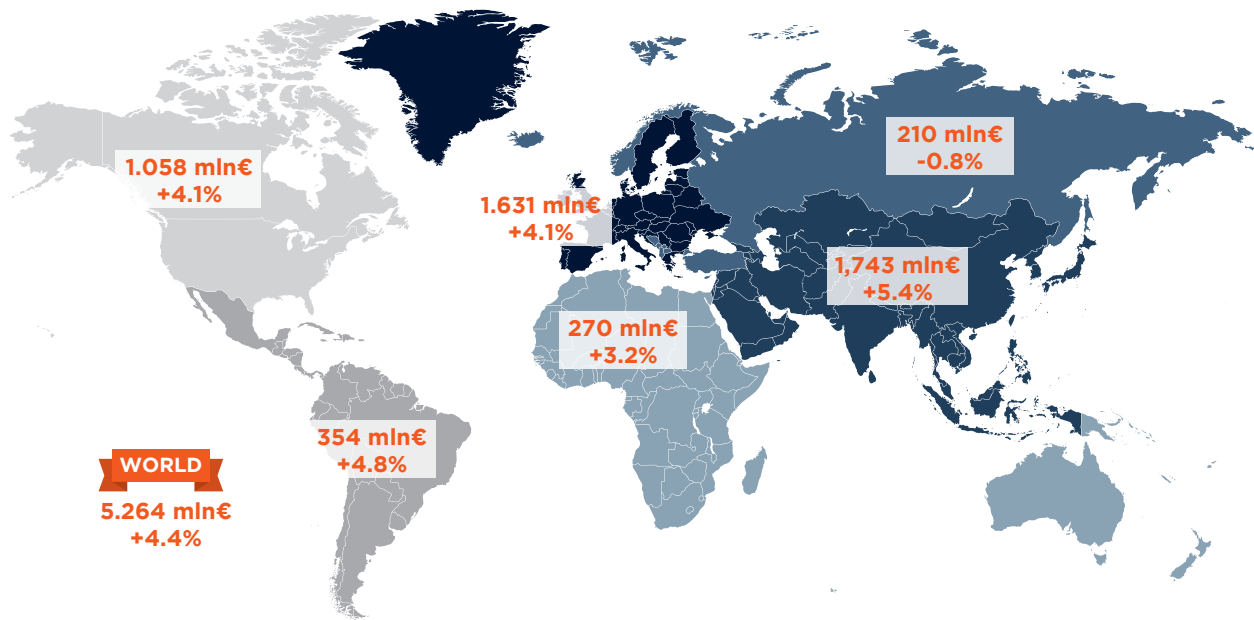 210 mln€
-0.8%
1.058 mln€
+4.1%
1.631 mln€
+4.1%
1,743 mln€
+5.4%
270 mln€
+3.2%
354 mln€
+4.8%
WORLD
5.264 mln€
+4.4%